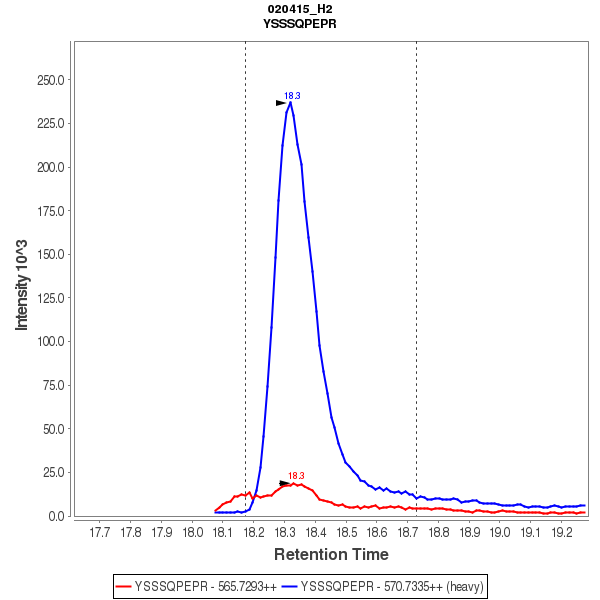 020415_H2
YSSSQPEPR
Intensity 10^3
250.0
225.0
200.0
175.0
150.0
125.0
100.0
75.0
50.0
25.0
0.0
18.3
18.3
17.7 17.8 17.9 18.0 18.1 18.2 18.3 18.4 18.5 18.6 18.7 18.8 18.9 19.0 19.1 19.2
Retention Time
YSSSQPEPR - 565.7293++ YSSSQPEPR - 570.7335++ (heavy)